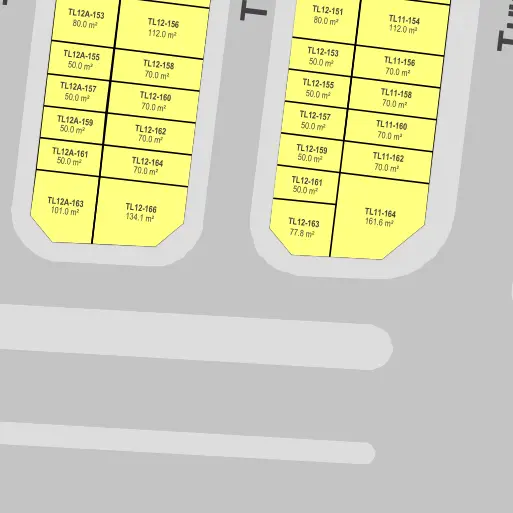 TL12A-153
80.0 m²
TL12A-155
50.0 m²
TL12A-157
50.0 m²
TL12A-159
50.0 m²
TL12A-161
50.0 m²
TL12A-163
101.0 m²
TL12-156
112.0 m²
TL12-158
70.0 m²
TL12-160
70.0 m²
TL12-162
70.0 m²
TL12-164
70.0 m²
TL12-166
134.1 m²
T
TL12-151
80.0 m²
TL12-153
50.0 m²
TL12-155
50.0 m²
TL12-157
50.0 m²
TL12-159
50.0 m²
TL12-161
50.0 m²
TL12-163
77.8 m²
TL11-154
112.0 m²
TL11-156
70.0 m²
TL11-158
70.0 m²
TL11-160
70.0 m²
TL11-162
70.0 m²
TL11-164
161.6 m²